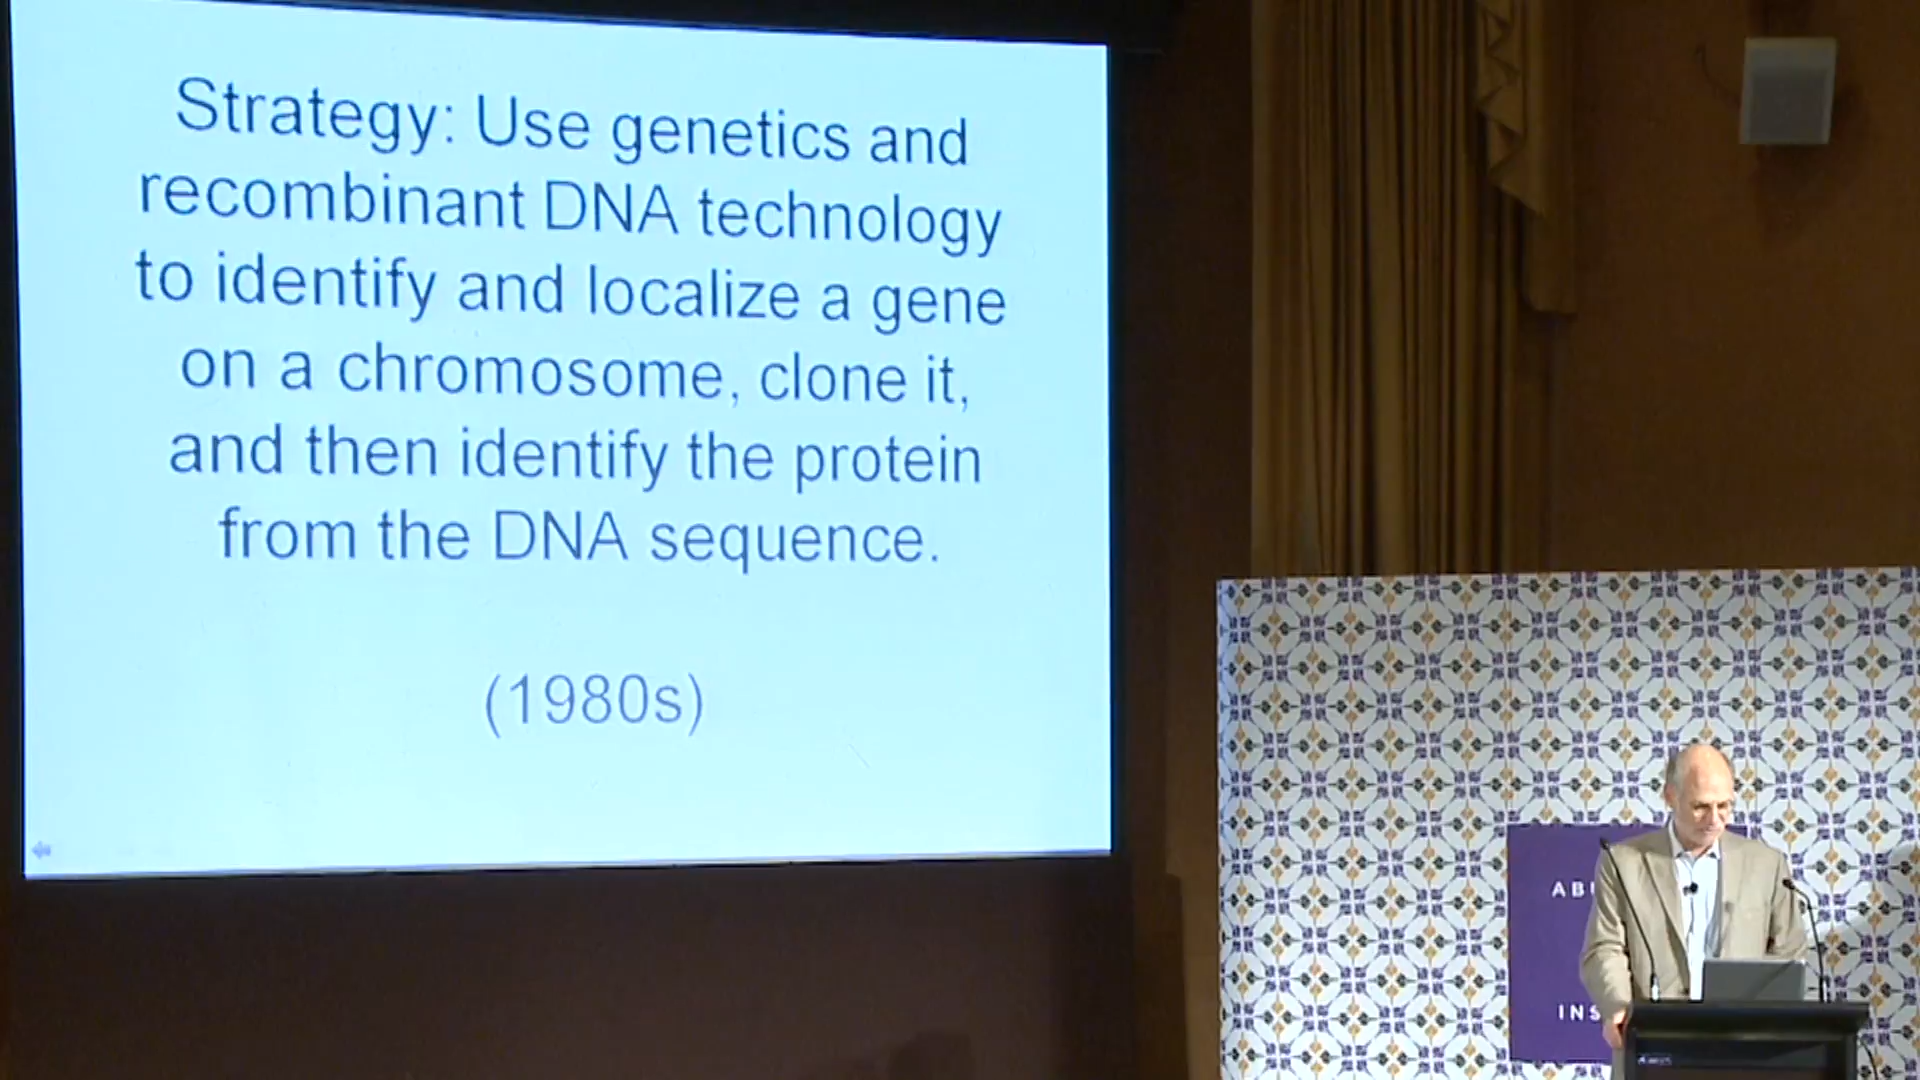 Strategy: Use genetics and
recombinant DNA technology
to identify and localize a gene
on a chromosome, clone it,
and then identify the protein
from the DNA sequence.
(1980s)